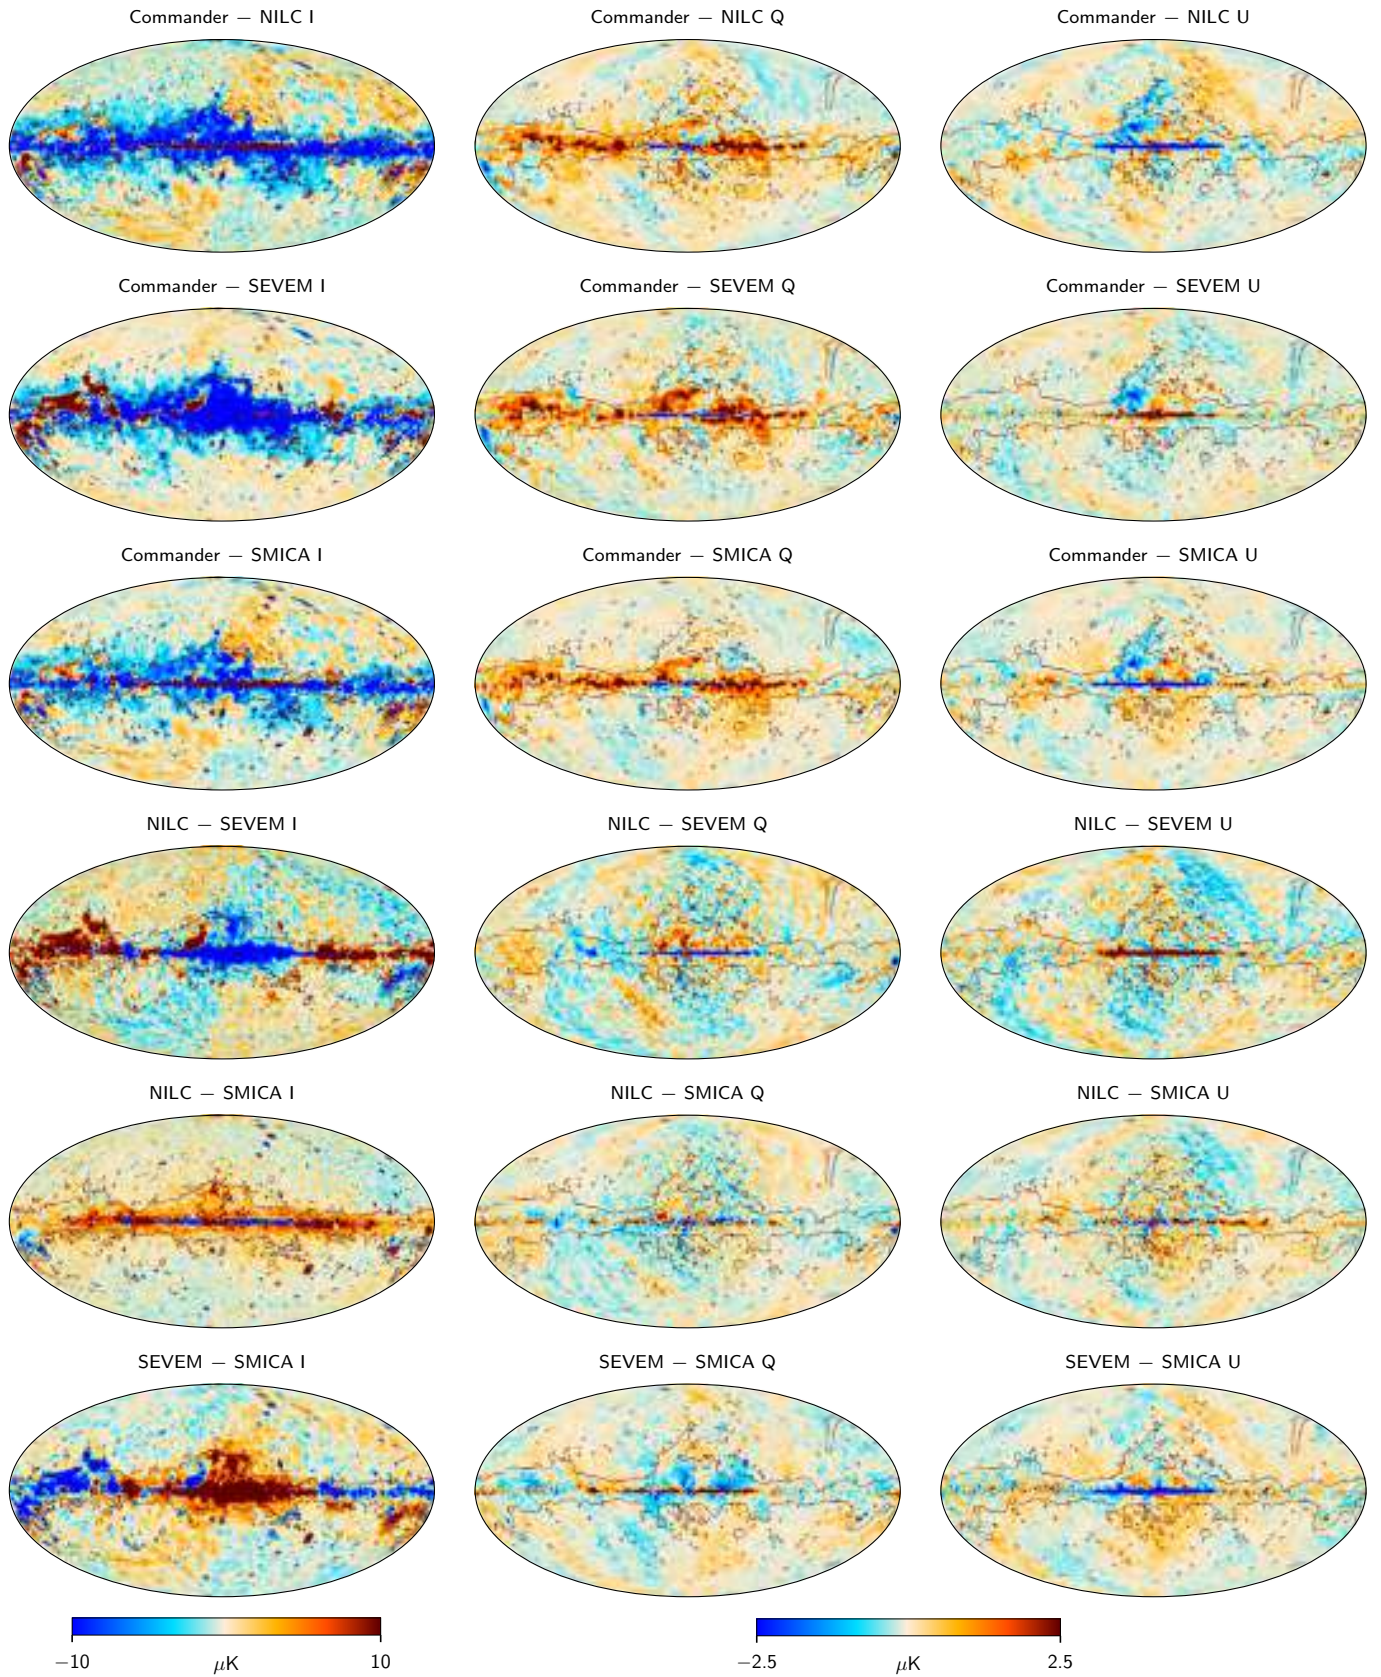 Commander − NILC I
Commander − NILC Q
Commander − NILC U
Commander − SEVEM I
Commander − SEVEM Q
Commander − SEVEM U
Commander − SMICA I
Commander − SMICA Q
Commander − SMICA U
NILC − SEVEM I
NILC − SEVEM Q
NILC − SEVEM U
NILC − SMICA I
NILC − SMICA Q
NILC − SMICA U
SEVEM − SMICA I
SEVEM − SMICA Q
SEVEM − SMICA U
−10 μK 10
−2.5 μK 2.5